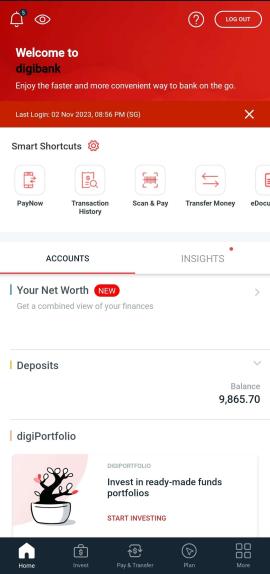 5
LOG OUT
Welcome to
digibank
Enjoy the faster and more convenient way to bank on the go.
Last Login: 02 Nov 2023, 08:56 PM (SG)
Smart Shortcuts
PayNow
Transaction
History
Scan & Pay
Transfer Money
eDocu
ACCOUNTS
INSIGHTS
Your Net Worth NEW
Get a combined view of your finances
Deposits
Balance
9,865.70
digiPortfolio
DIGIPORTFOLIO
Invest in ready-made funds
portfolios
START INVESTING
Home
Invest
Pay & Transfer
Plan
More